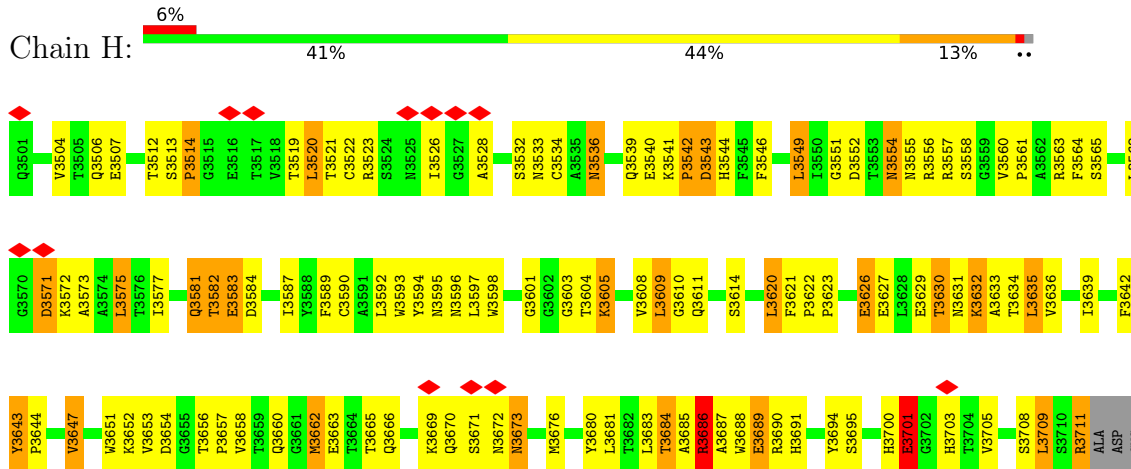 6%
Chain H:
41% 44% 13% ••
Q3501 V3504 T3505 Q3506 E3507 T3512 S3513 P3514 G3515 E3516 T3517 V3518 T3519 L3520 T3521 C3522 R3523 S3524 N3525 I3526 G3527 A3528 S3532 N3533 C3534 A3535 N3536 Q3539 E3540 K3541 P3542 D3543 H3544 F3545 F3546 L3549 I3550 G3551 D3552 T3553 N3554 N3555 R3556 R3557 S3558 G3559 V3560 P3561 A3562 R3563 F3564 S3565
G3570 D3571 K3572 A3573 A3574 L3575 T3576 I3577 Q3581 T3582 E3583 D3584 I3587 Y3588 F3589 C3590 A3591 L3592 W3593 Y3594 N3595 N3596 L3597 W3598 G3601 G3602 G3603 T3604 K3605 V3608 L3609 G3610 Q3611 S3614 L3620 F3621 P3622 P3623 E3626 E3627 L3628 E3629 T3630 N3631 K3632 A3633 T3634 L3635 V3636 I3639 F3642
Y3643 P3644 V3647 W3651 K3652 V3653 D3654 G3655 T3656 P3657 V3658 T3659 Q3660 G3661 M3662 E3663 T3664 T3665 Q3666 K3669 Q3670 S3671 N3672 N3673 M3676 Y3680 L3681 T3682 L3683 T3684 A3685 R3686 A3687 W3688 E3689 R3690 H3691 Y3694 S3695 H3700 E3701 G3702 H3703 T3704 V3705 S3708 L3709 S3710 R3711 ALA ASP